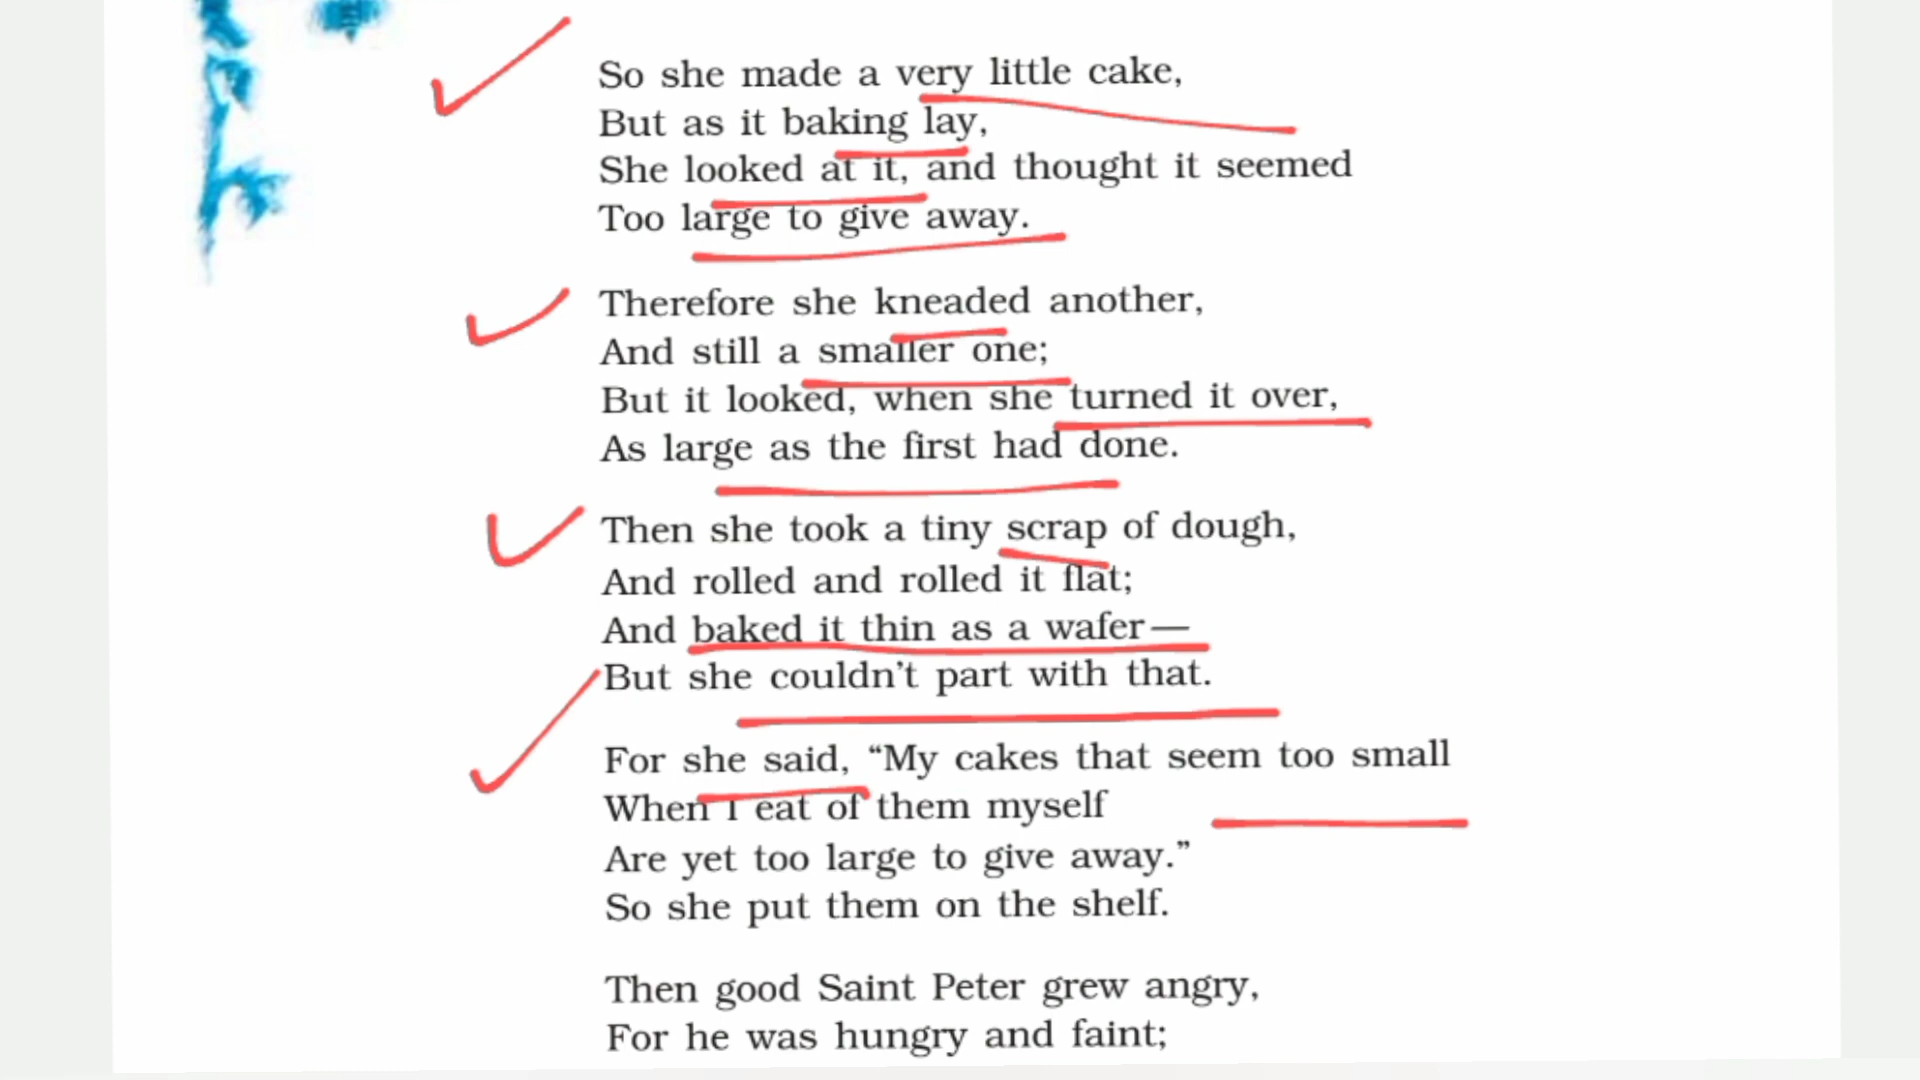 So she made a very little cake,
But as it baking lay,
She looked at it, and thought it seemed
Too large to give away.
Therefore she kneaded another,
And still a smaller one;
But it looked, when she turned it over,
As large as the first had done.
Then she took a tiny scrap of dough,
And rolled and rolled it flat;
And baked it thin as a wafer—
But she couldn’t part with that.
For she said, “My cakes that seem too small
When I eat of them myself
Are yet too large to give away.”
So she put them on the shelf.
Then good Saint Peter grew angry,
For he was hungry and faint;